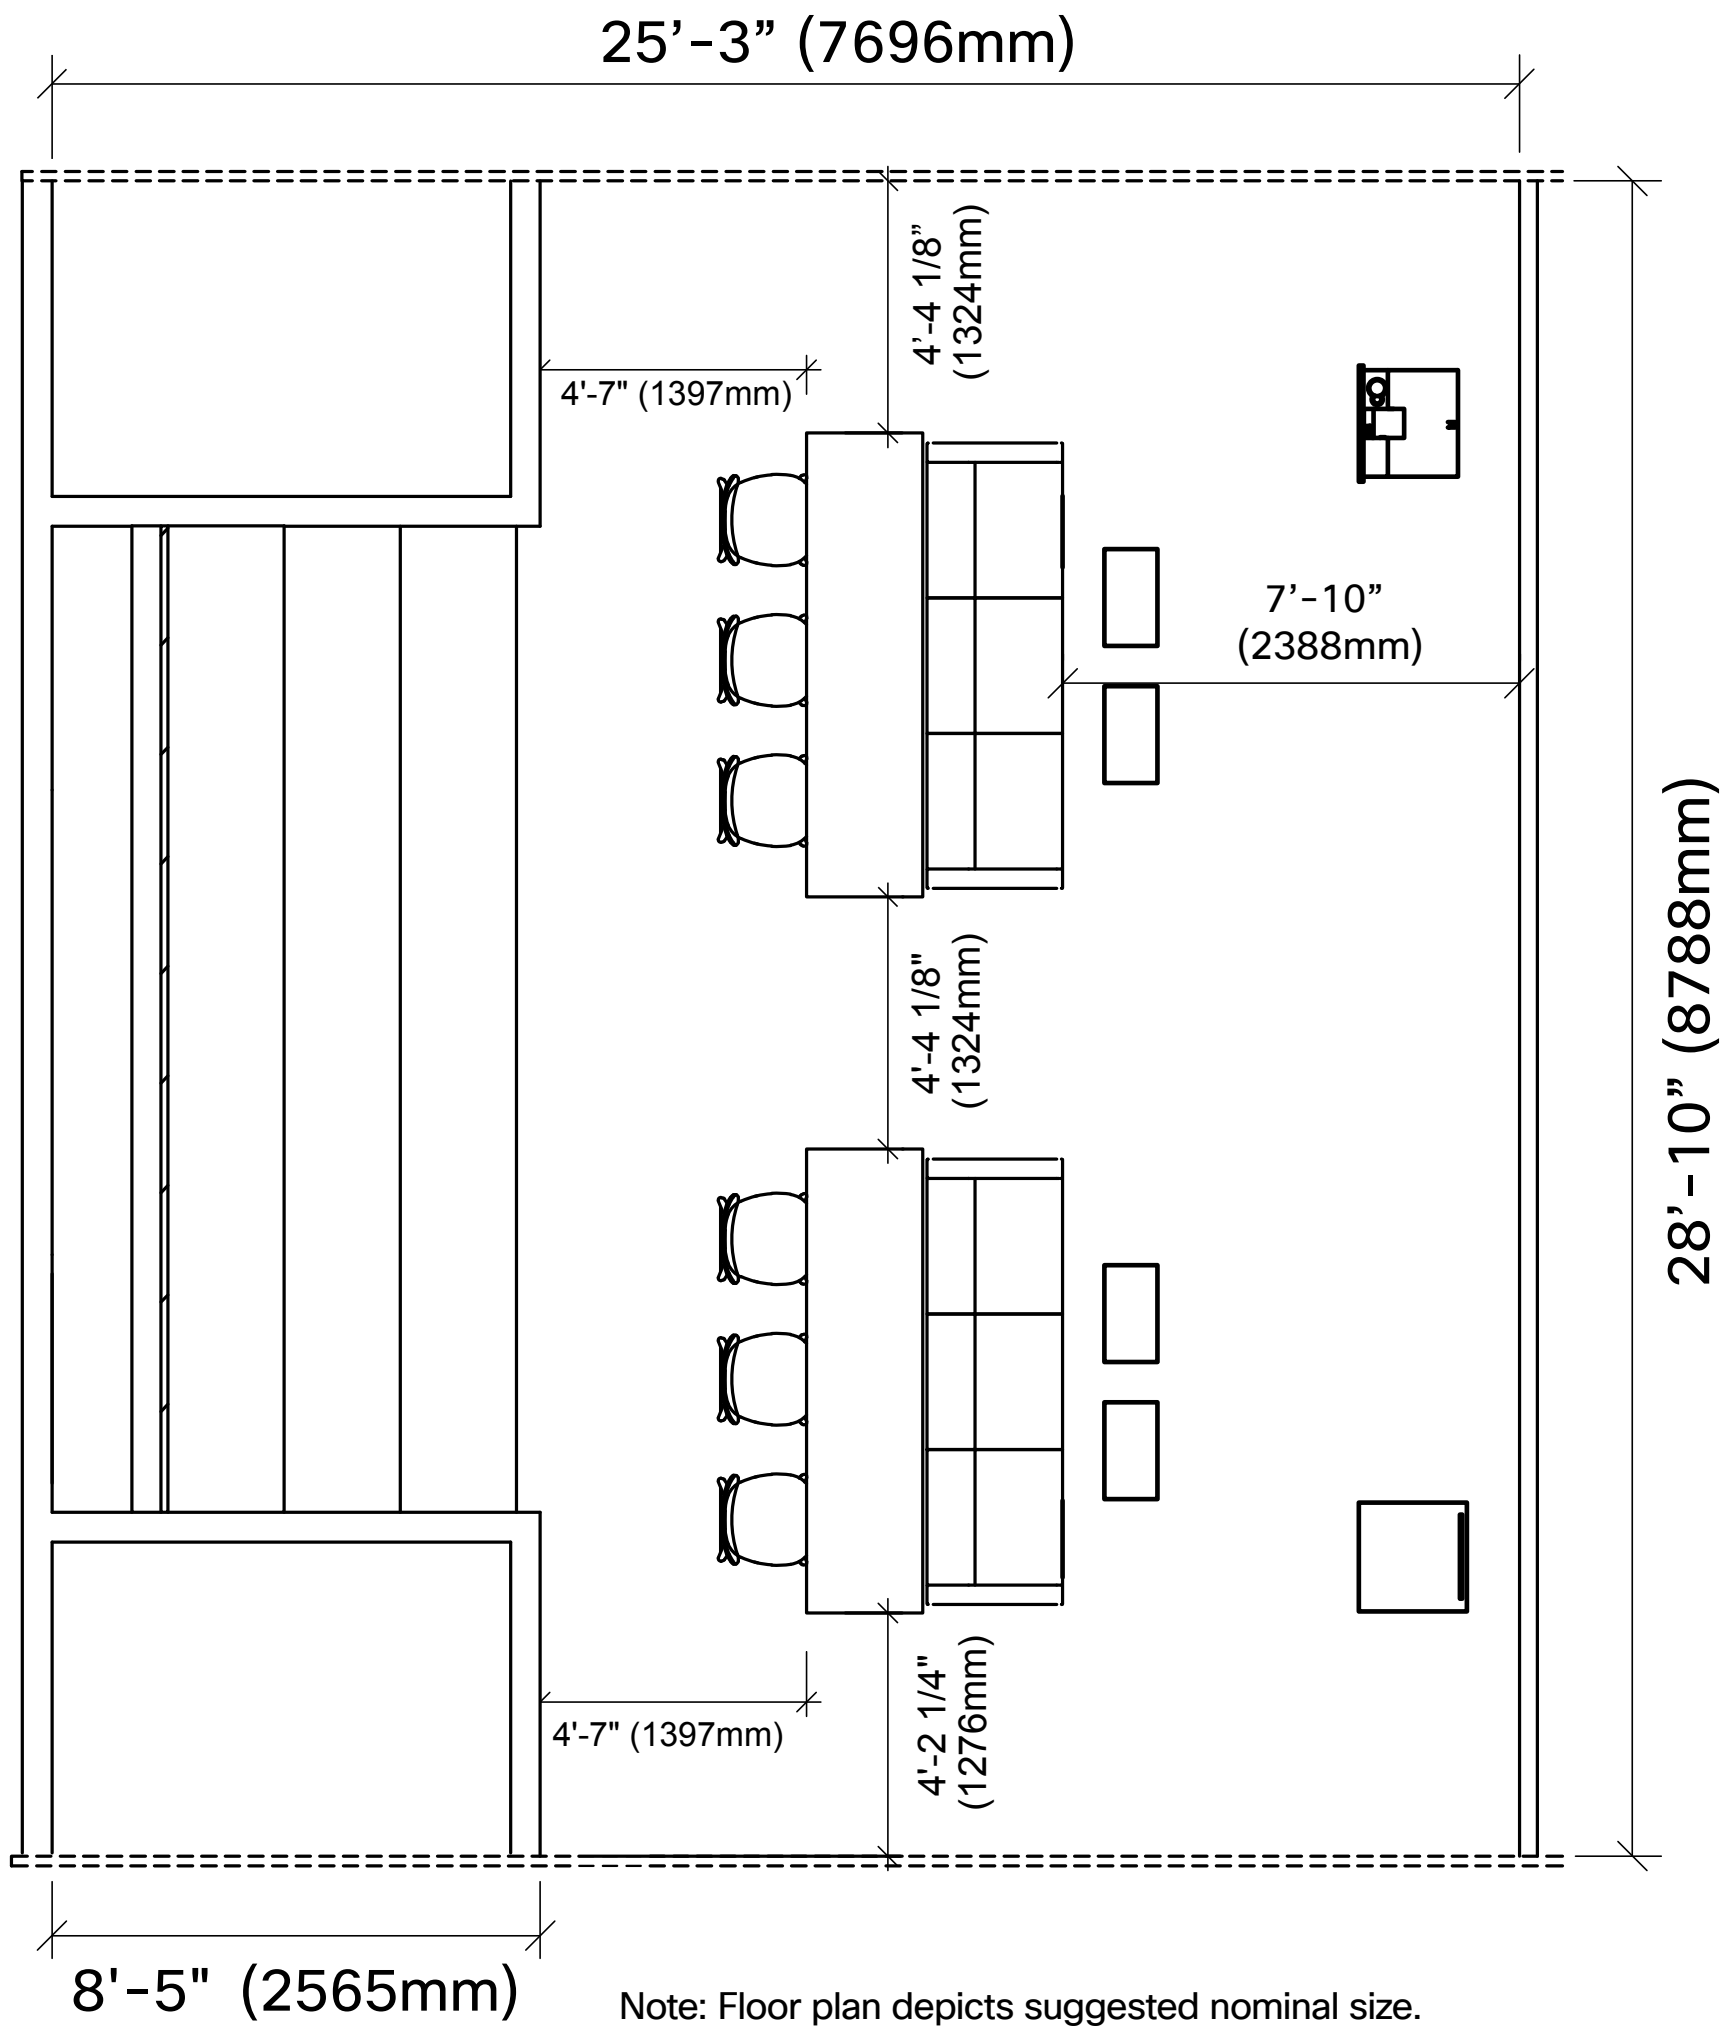 25’-3” (7696mm)
4’-4 1/8”
(1324mm)
4'-7" (1397mm)
7’-10”
(2388mm)
28’-10” (8788mm)
4'-4 1/8"
(1324mm)
4'-2 1/4"
(1276mm)
4'-7" (1397mm)
8'-5" (2565mm)
Note: Floor plan depicts suggested nominal size.